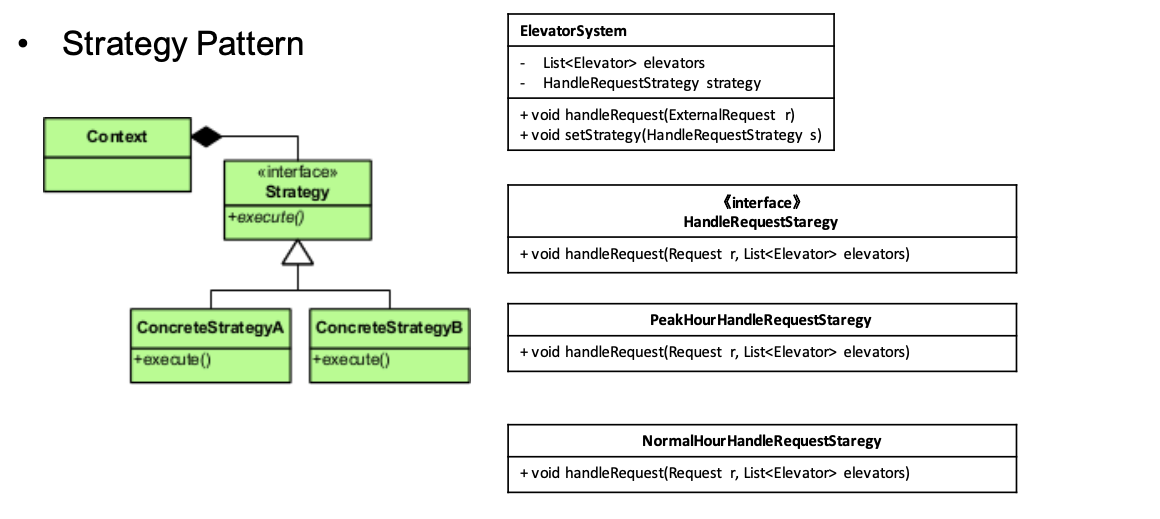 • Strategy Pattern
Context
«interface»
Strategy
+execute()
ConcreteStrategyA
+execute()
ConcreteStrategyB
+execute()
ElevatorSystem
- List<Elevator> elevators
- HandleRequestStrategy strategy
+ void handleRequest(ExternalRequest r)
+ void setStrategy(HandleRequestStrategy s)
《interface》
HandleRequestStaregy
+ void handleRequest(Request r, List<Elevator> elevators)
PeakHourHandleRequestStaregy
+ void handleRequest(Request r, List<Elevator> elevators)
NormalHourHandleRequestStaregy
+ void handleRequest(Request r, List<Elevator> elevators)